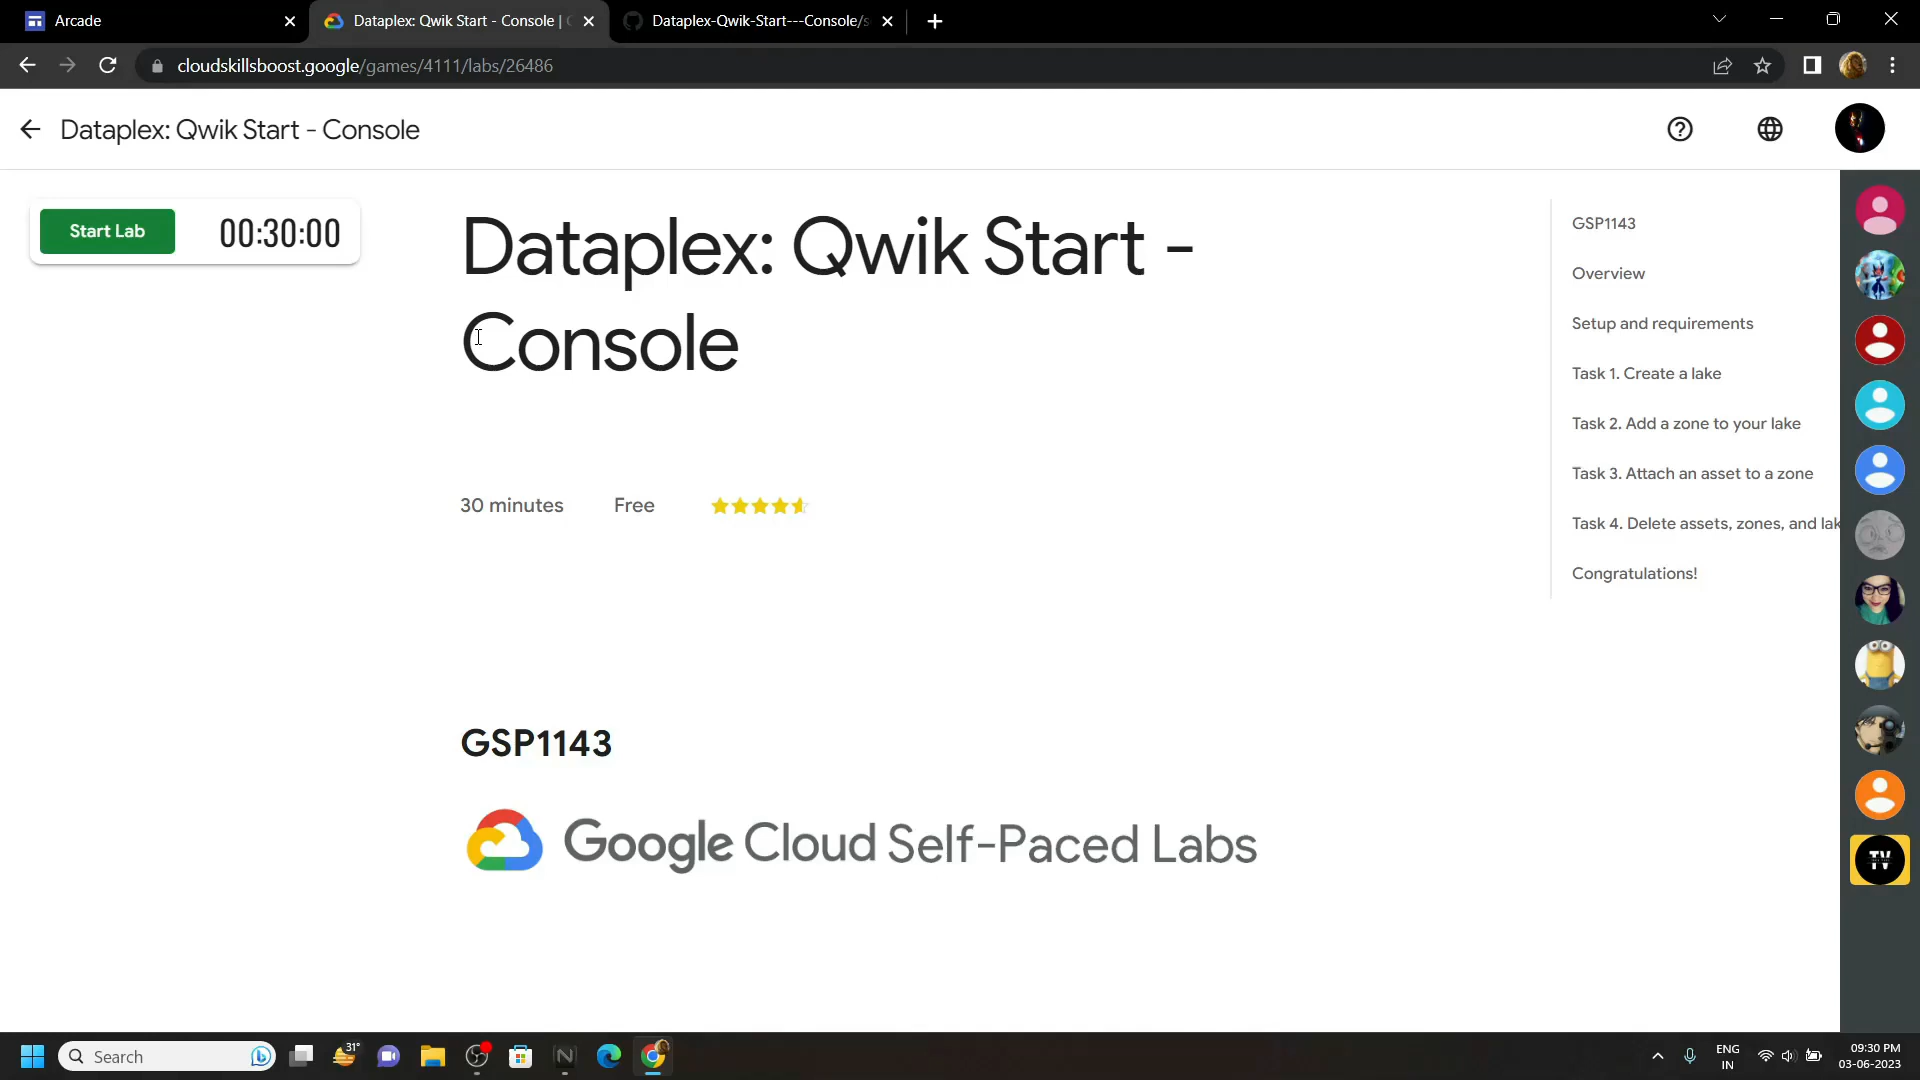 Arcade
Dataplex: Qwik Start - Console |
Dataplex-Qwik-Start---Console/s
cloudskillsboost.google/games/4111/labs/26486
Dataplex: Qwik Start - Console
Start Lab
00:30:00
Dataplex: Qwik Start -
Console
30 minutes
Free
GSP1143
Google Cloud Self-Paced Labs
GSP1143
Overview
Setup and requirements
Task 1. Create a lake
Task 2. Add a zone to your lake
Task 3. Attach an asset to a zone
Task 4. Delete assets, zones, and lak
Congratulations!
TV
Search
31°
ENG
IN
09:30 PM
03-06-2023